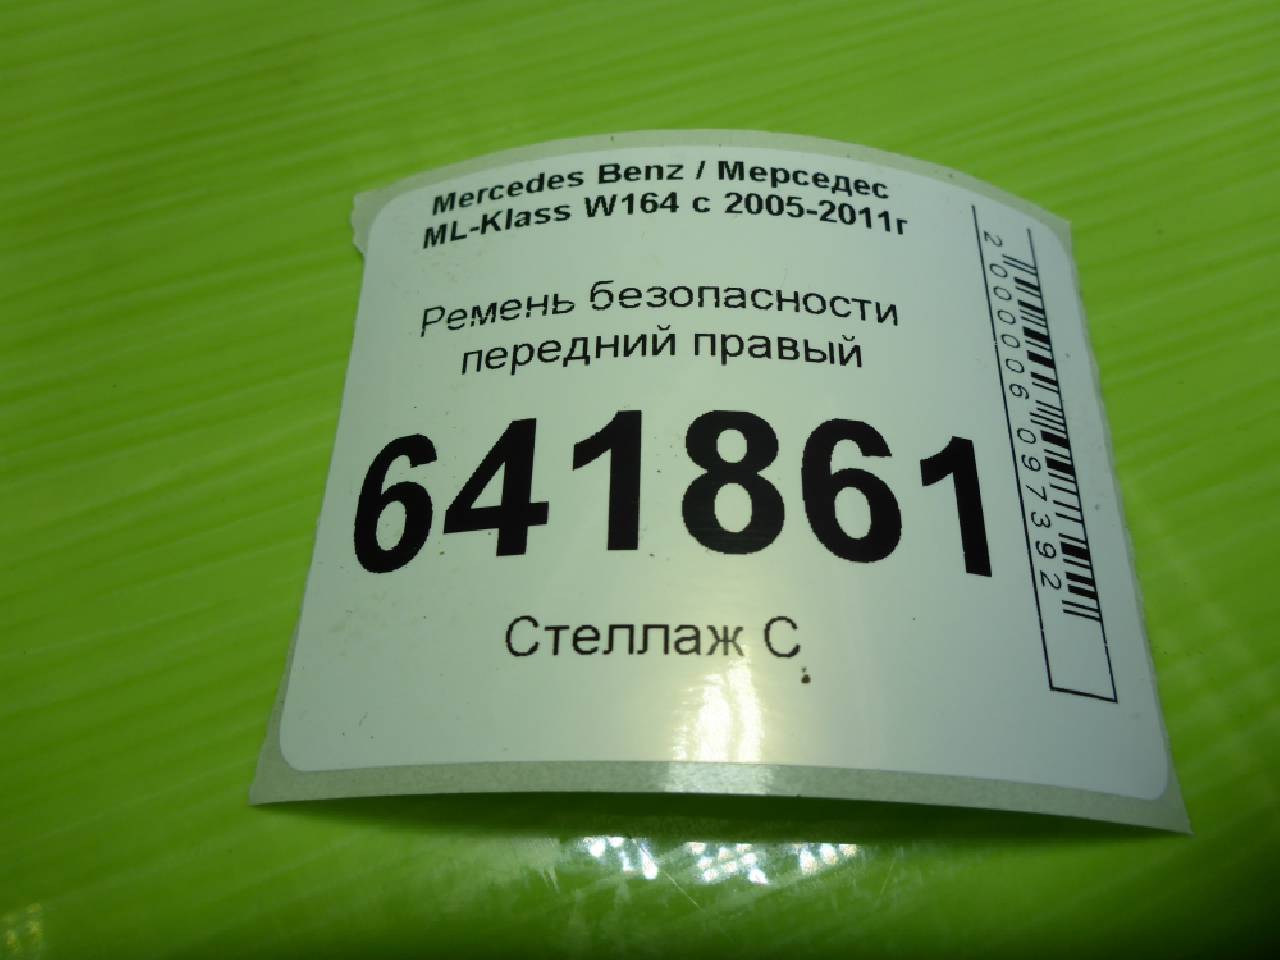 Mercedes Benz / Мерседес
ML-Klass W164 с 2005-2011г
Ремень безопасности
передний правый
641861
Стеллаж С
2000006097392